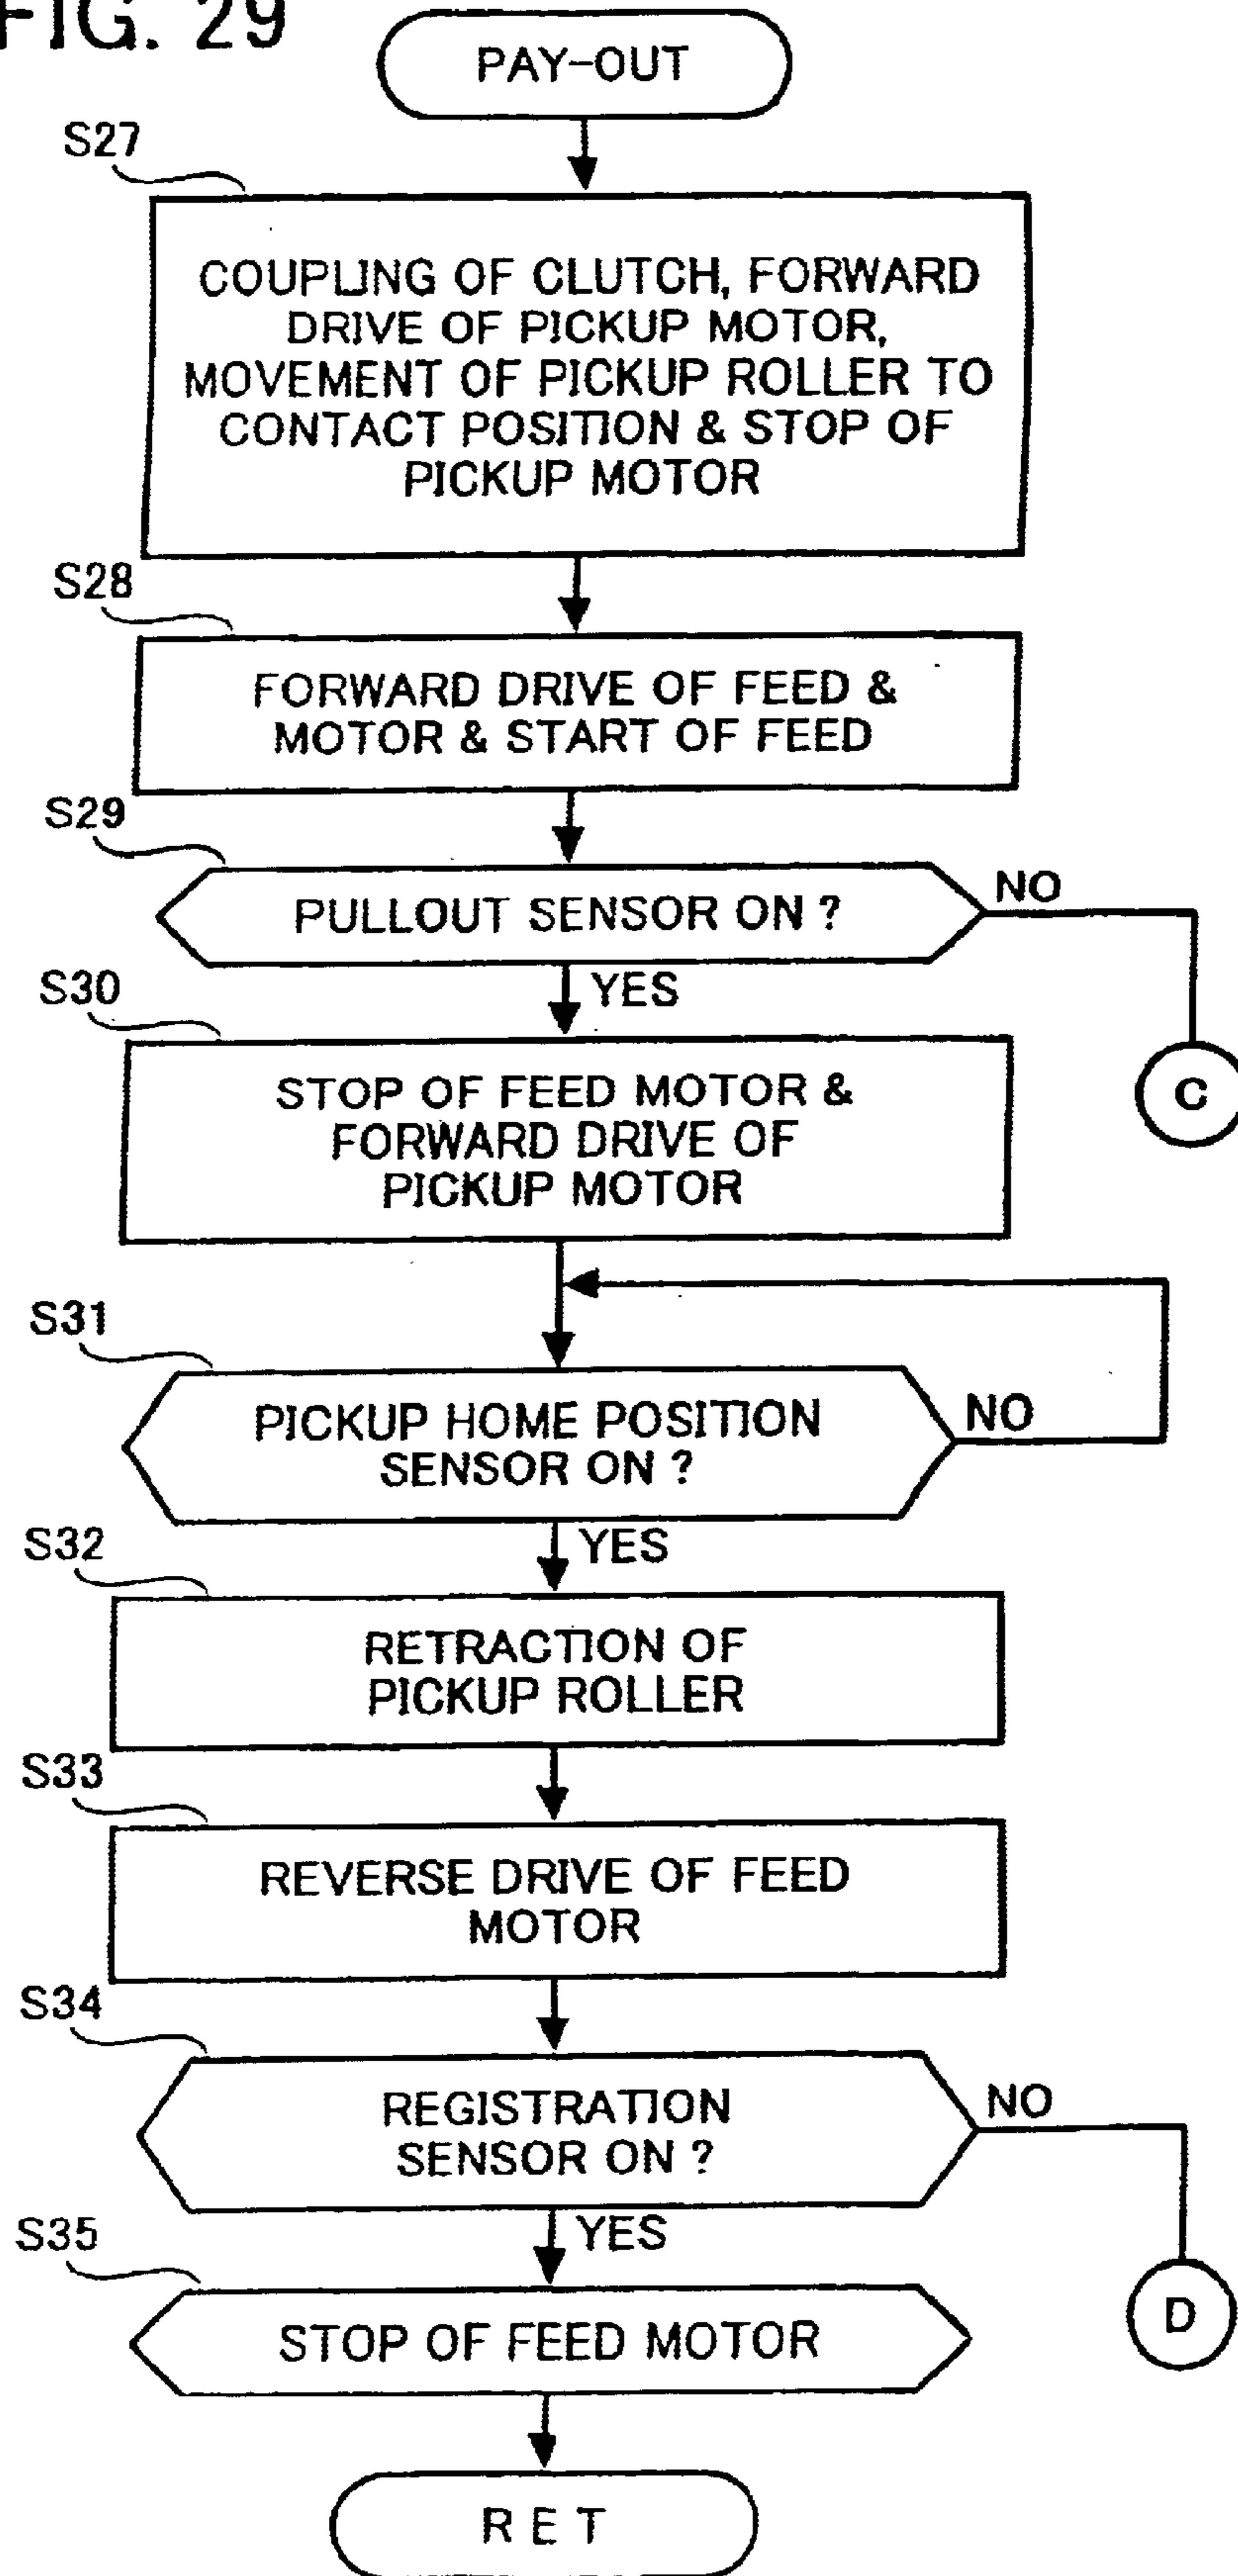 FIG. 29
PAY-OUT
S27
COUPLING OF CLUTCH, FORWARD
DRIVE OF PICKUP MOTOR,
MOVEMENT OF PICKUP ROLLER TO
CONTACT POSITION & STOP OF
PICKUP MOTOR
S28
FORWARD DRIVE OF FEED &
MOTOR & START OF FEED
S29
PULLOUT SENSOR ON ?
NO
C
YES
S30
STOP OF FEED MOTOR &
FORWARD DRIVE OF
PICKUP MOTOR
S31
PICKUP HOME POSITION
SENSOR ON ?
NO
YES
S32
RETRACTION OF
PICKUP ROLLER
S33
REVERSE DRIVE OF FEED
MOTOR
S34
REGISTRATION
SENSOR ON ?
NO
D
YES
S35
STOP OF FEED MOTOR
RET